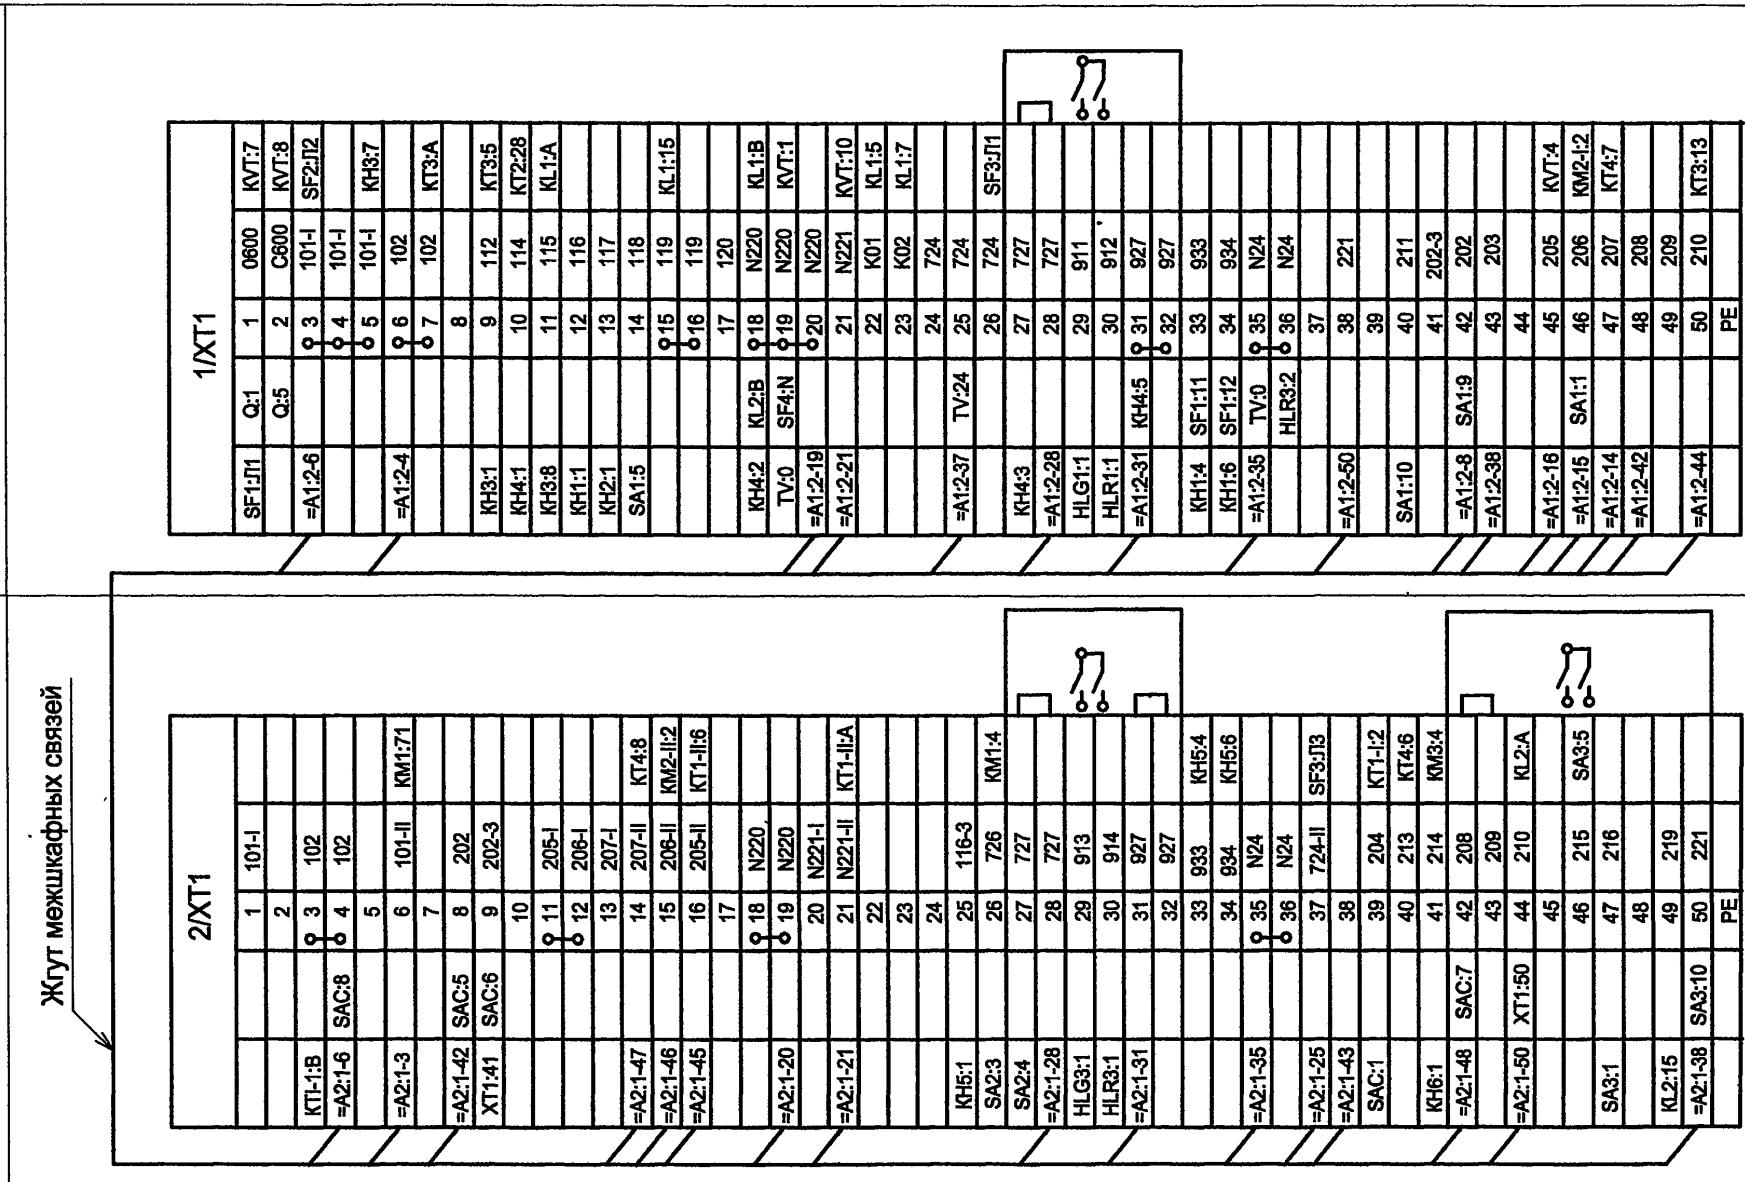 Жгут межшкафных связей
1/XT1
SF1:Л1 Q:1 1 0600 KVT:7
Q:5 2 C600 KVT:8
=A1:2-6 3 101-I SF2:Л2
4 101-I
5 101-I KH3:7
=A1:2-4 6 102
7 102 KT3:A
8
KH3:1 9 112 KT3:5
KH4:1 10 114 KT2:28
KH3:8 11 115 KL1:A
KH1:1 12 116
KH2:1 13 117
SA1:5 14 118
15 119 KL1:15
16 119
17 120
KH4:2 KL2:B 18 N220 KL1:B
TV:0 SF4:N 19 N220 KVT:1
=A1:2-19 20 N220
=A1:2-21 21 N221 KVT:10
22 K01 KL1:5
23 K02 KL1:7
24 724
=A1:2-37 TV:24 25 724
26 724 SF3:Л1
KH4:3 27 727
=A1:2-28 28 727
HLG1:1 29 911
HLR1:1 30 912
=A1:2-31 KH4:5 31 927
32 927
KH1:4 SF1:11 33 933
KH1:6 SF1:12 34 934
=A1:2-35 TV:0 35 N24
HLR3:2 36 N24
37
=A1:2-50 38 221
39
SA1:10 40 211
41 202-3
=A1:2-8 SA1:9 42 202
=A1:2-38 43 203
44
=A1:2-16 45 205 KVT:4
=A1:2-15 SA1:1 46 206 KM2-I:2
=A1:2-14 47 207 KT4:7
=A1:2-42 48 208
49 209
=A1:2-44 50 210 KT3:13
PE
2/XT1
1 101-I
2
KTI-1:B 3 102
=A2:1-6 SAC:8 4 102
5
=A2:1-3 6 101-II KM1:71
7
=A2:1-42 SAC:5 8 202
XT1:41 SAC:6 9 202-3
10
11 205-I
12 206-I
13 207-I
=A2:1-47 14 207-II KT4:8
=A2:1-46 15 206-II KM2-II:2
=A2:1-45 16 205-II KT1-II:6
17
18 N220
=A2:1-20 19 N220
20 N221-I
=A2:1-21 21 N221-II KT1-II:A
22
23
24
KH5:1 25 116-3
SA2:3 26 726 KM1:4
SA2:4 27 727
=A2:1-28 28 727
HLG3:1 29 913
HLR3:1 30 914
=A2:1-31 31 927
32 927
33 933 KH5:4
34 934 KH5:6
=A2:1-35 35 N24
36 N24
=A2:1-25 37 724-II SF3:Л3
=A2:1-43 38
SAC:1 39 204 KT1-I:2
40 213 KT4:6
KH6:1 41 214 KM3:4
=A2:1-48 SAC:7 42 208
43 209
=A2:1-50 XT1:50 44 210 KL2:A
45
46 215 SA3:5
SA3:1 47 216
48
KL2:15 49 219
=A2:1-38 SA3:10 50 221
PE